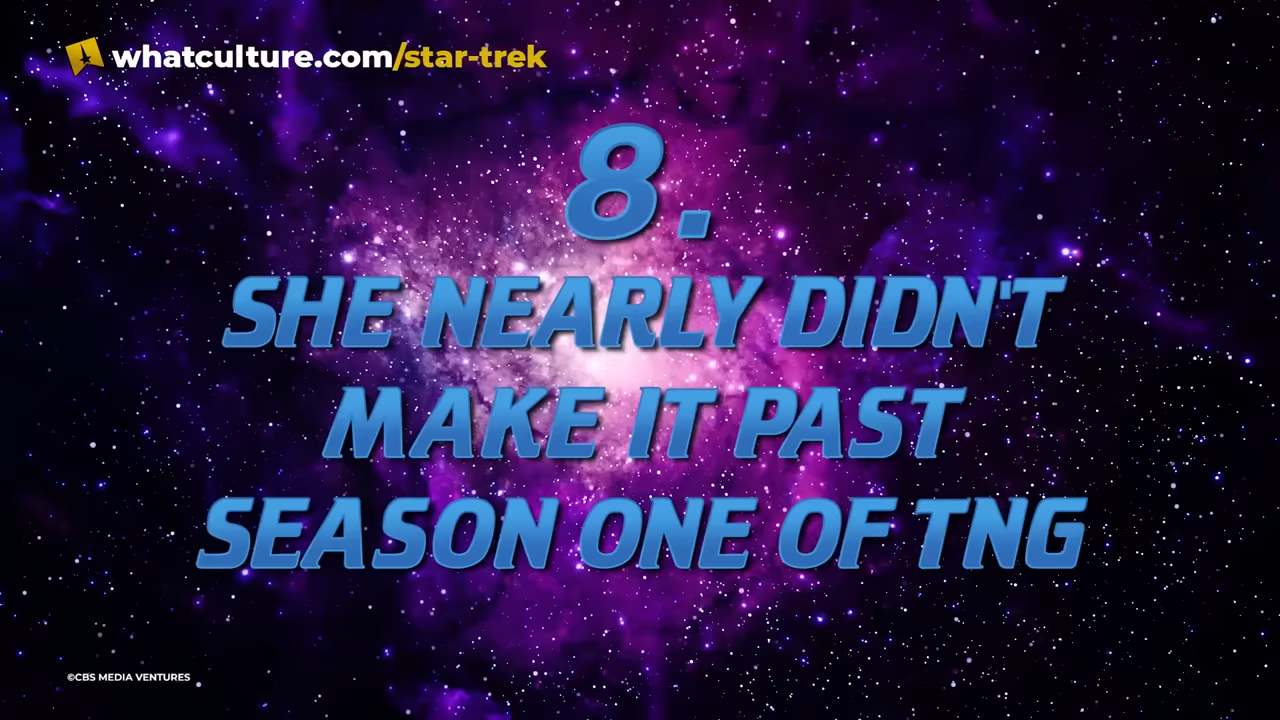 whatculture.com/star-trek
8.
SHE NEARLY DIDN'T
MAKE IT PAST
SEASON ONE OF TNG
©CBS MEDIA VENTURES